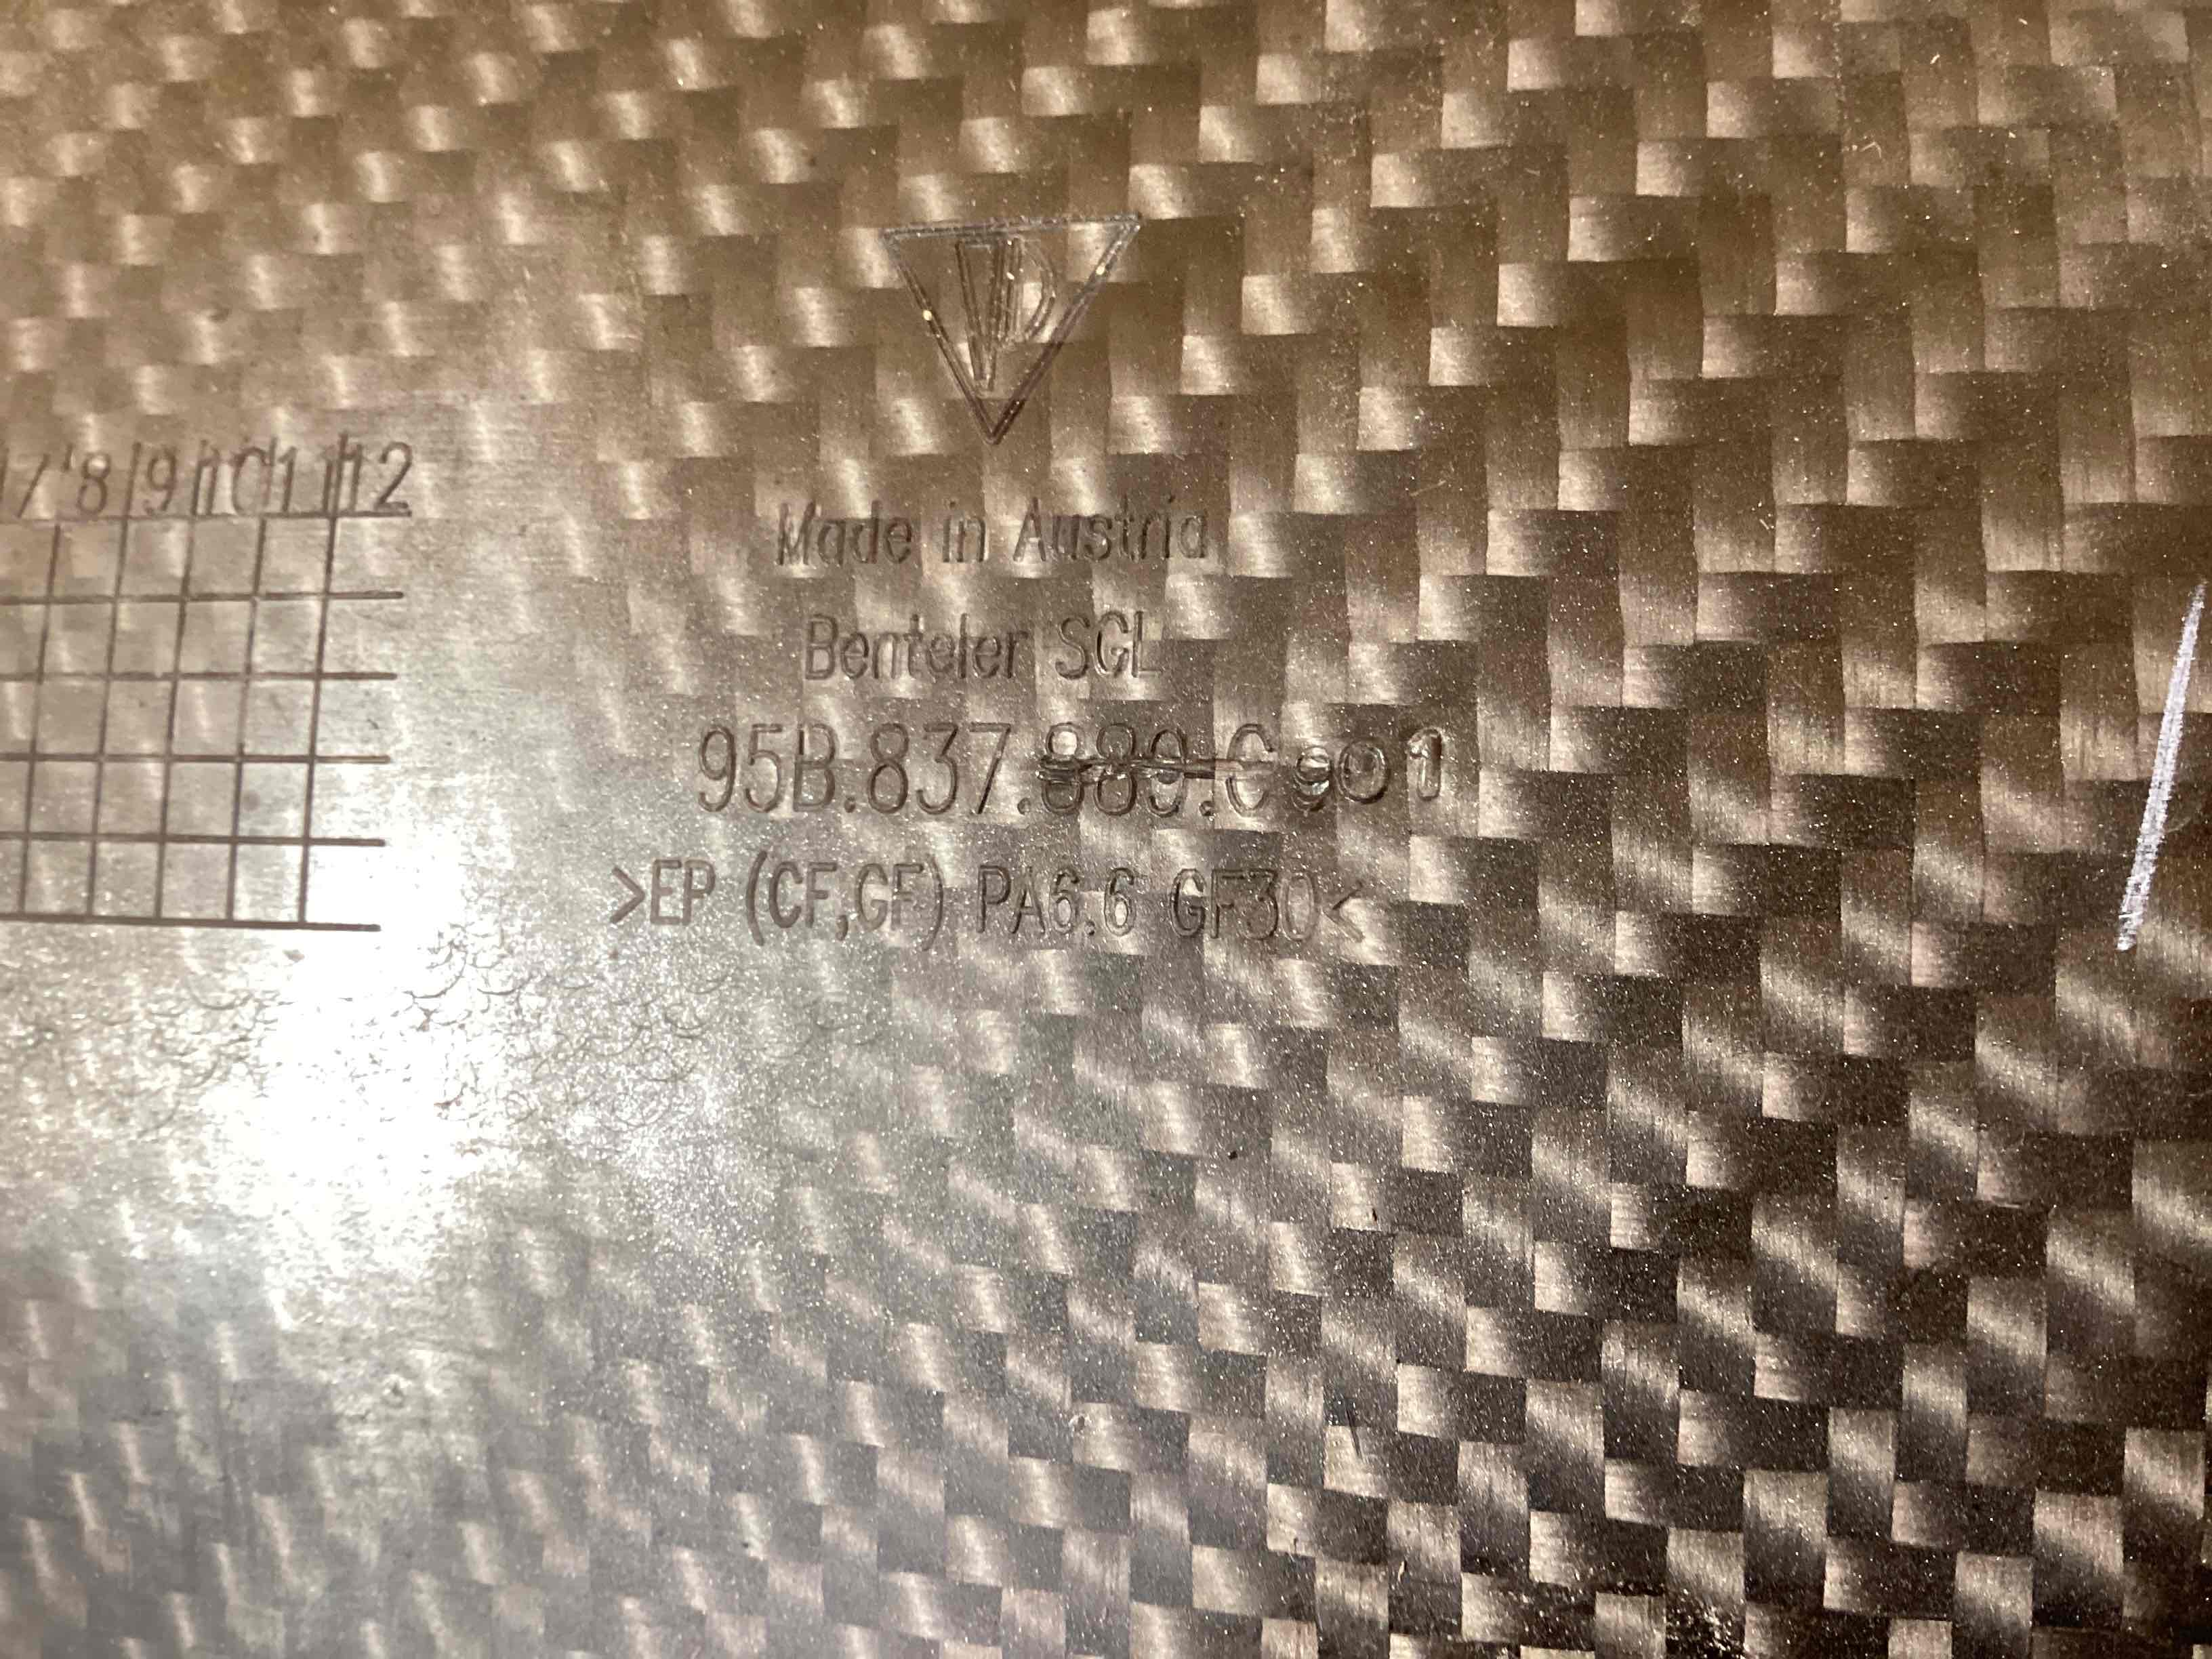 7 8 9 10 11 12
Made in Austria
Benteler SGL
95B.837.889.C 901
>EP (CF,GF) PA6.6 GF30<